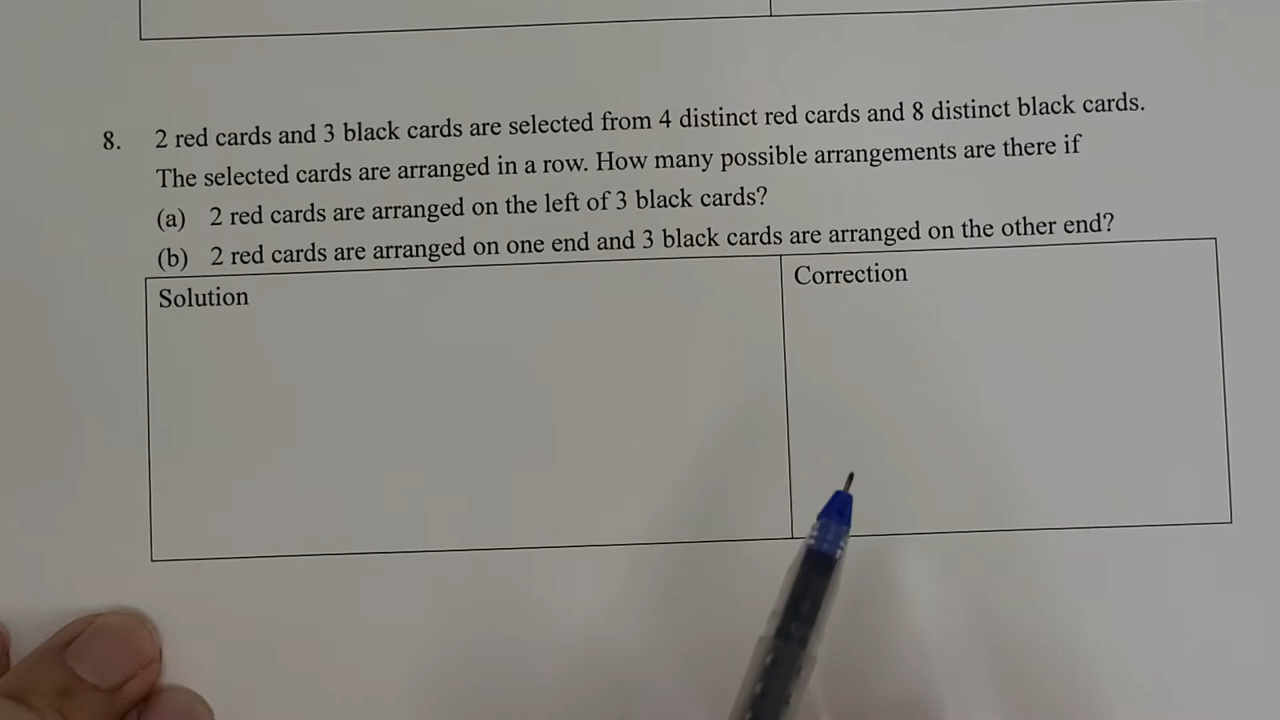 8. 2 red cards and 3 black cards are selected from 4 distinct red cards and 8 distinct black cards.
The selected cards are arranged in a row. How many possible arrangements are there if
(a) 2 red cards are arranged on the left of 3 black cards?
(b) 2 red cards are arranged on one end and 3 black cards are arranged on the other end?
Solution
Correction